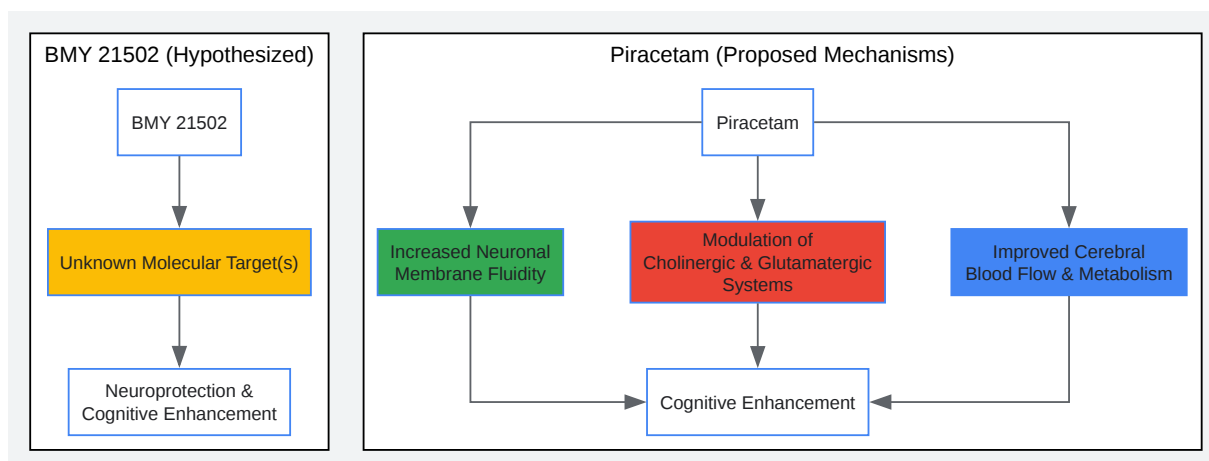 BMY 21502 (Hypothesized)
BMY 21502
Unknown Molecular Target(s)
Neuroprotection &
Cognitive Enhancement
Piracetam (Proposed Mechanisms)
Piracetam
Increased Neuronal
Membrane Fluidity
Modulation of
Cholinergic & Glutamatergic
Systems
Improved Cerebral
Blood Flow & Metabolism
Cognitive Enhancement